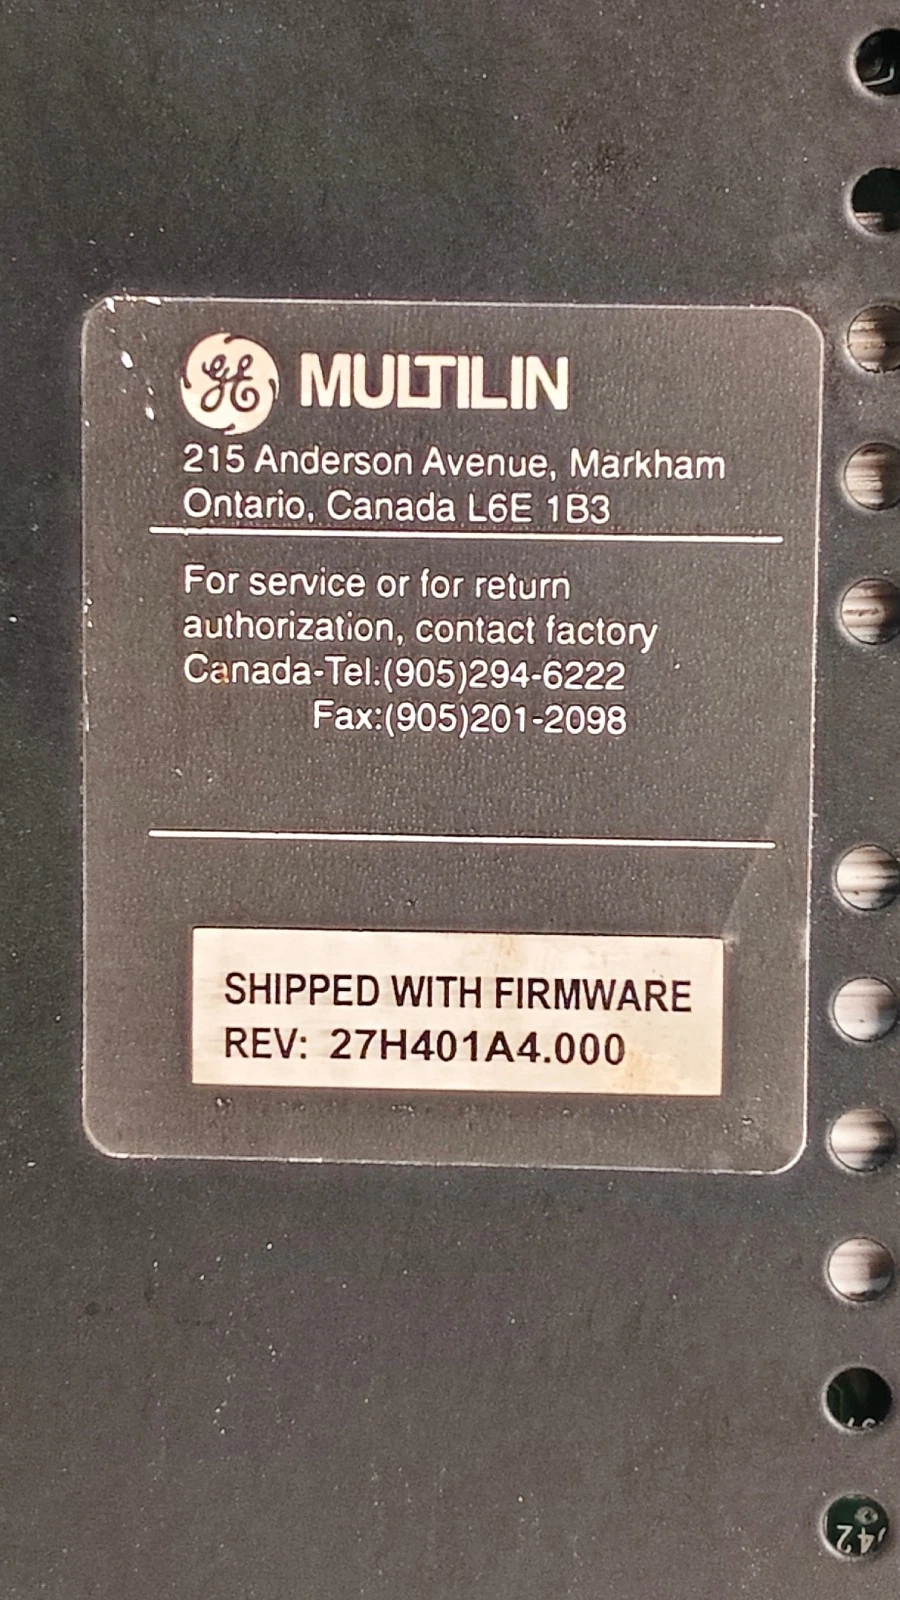 GE MULTILIN
215 Anderson Avenue, Markham
Ontario, Canada L6E 1B3
For service or for return
authorization, contact factory
Canada-Tel:(905)294-6222
Fax:(905)201-2098
SHIPPED WITH FIRMWARE
REV: 27H401A4.000